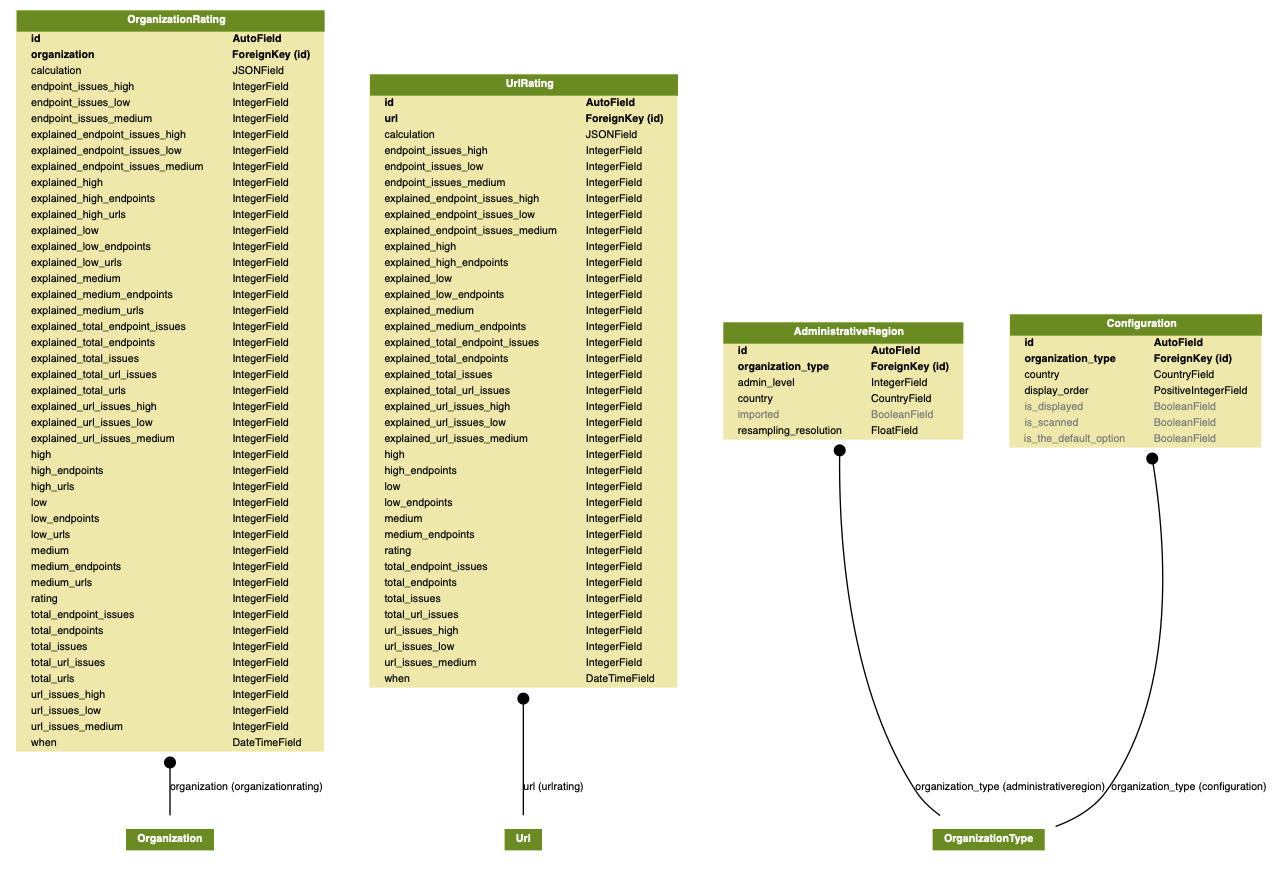 OrganizationRating
id AutoField
organization ForeignKey (id)
calculation JSONField
endpoint_issues_high IntegerField
endpoint_issues_low IntegerField
endpoint_issues_medium IntegerField
explained_endpoint_issues_high IntegerField
explained_endpoint_issues_low IntegerField
explained_endpoint_issues_medium IntegerField
explained_high IntegerField
explained_high_endpoints IntegerField
explained_high_urls IntegerField
explained_low IntegerField
explained_low_endpoints IntegerField
explained_low_urls IntegerField
explained_medium IntegerField
explained_medium_endpoints IntegerField
explained_medium_urls IntegerField
explained_total_endpoint_issues IntegerField
explained_total_endpoints IntegerField
explained_total_issues IntegerField
explained_total_url_issues IntegerField
explained_total_urls IntegerField
explained_url_issues_high IntegerField
explained_url_issues_low IntegerField
explained_url_issues_medium IntegerField
high IntegerField
high_endpoints IntegerField
high_urls IntegerField
low IntegerField
low_endpoints IntegerField
low_urls IntegerField
medium IntegerField
medium_endpoints IntegerField
medium_urls IntegerField
rating IntegerField
total_endpoint_issues IntegerField
total_endpoints IntegerField
total_issues IntegerField
total_url_issues IntegerField
total_urls IntegerField
url_issues_high IntegerField
url_issues_low IntegerField
url_issues_medium IntegerField
when DateTimeField
organization (organizationrating)
Organization
UrlRating
id AutoField
url ForeignKey (id)
calculation JSONField
endpoint_issues_high IntegerField
endpoint_issues_low IntegerField
endpoint_issues_medium IntegerField
explained_endpoint_issues_high IntegerField
explained_endpoint_issues_low IntegerField
explained_endpoint_issues_medium IntegerField
explained_high IntegerField
explained_high_endpoints IntegerField
explained_low IntegerField
explained_low_endpoints IntegerField
explained_medium IntegerField
explained_medium_endpoints IntegerField
explained_total_endpoint_issues IntegerField
explained_total_endpoints IntegerField
explained_total_issues IntegerField
explained_total_url_issues IntegerField
explained_url_issues_high IntegerField
explained_url_issues_low IntegerField
explained_url_issues_medium IntegerField
high IntegerField
high_endpoints IntegerField
low IntegerField
low_endpoints IntegerField
medium IntegerField
medium_endpoints IntegerField
rating IntegerField
total_endpoint_issues IntegerField
total_endpoints IntegerField
total_issues IntegerField
total_url_issues IntegerField
url_issues_high IntegerField
url_issues_low IntegerField
url_issues_medium IntegerField
when DateTimeField
url (urlrating)
Url
AdministrativeRegion
id AutoField
organization_type ForeignKey (id)
admin_level IntegerField
country CountryField
imported BooleanField
resampling_resolution FloatField
organization_type (administrativeregion)
Configuration
id AutoField
organization_type ForeignKey (id)
country CountryField
display_order PositiveIntegerField
is_displayed BooleanField
is_scanned BooleanField
is_the_default_option BooleanField
organization_type (configuration)
OrganizationType